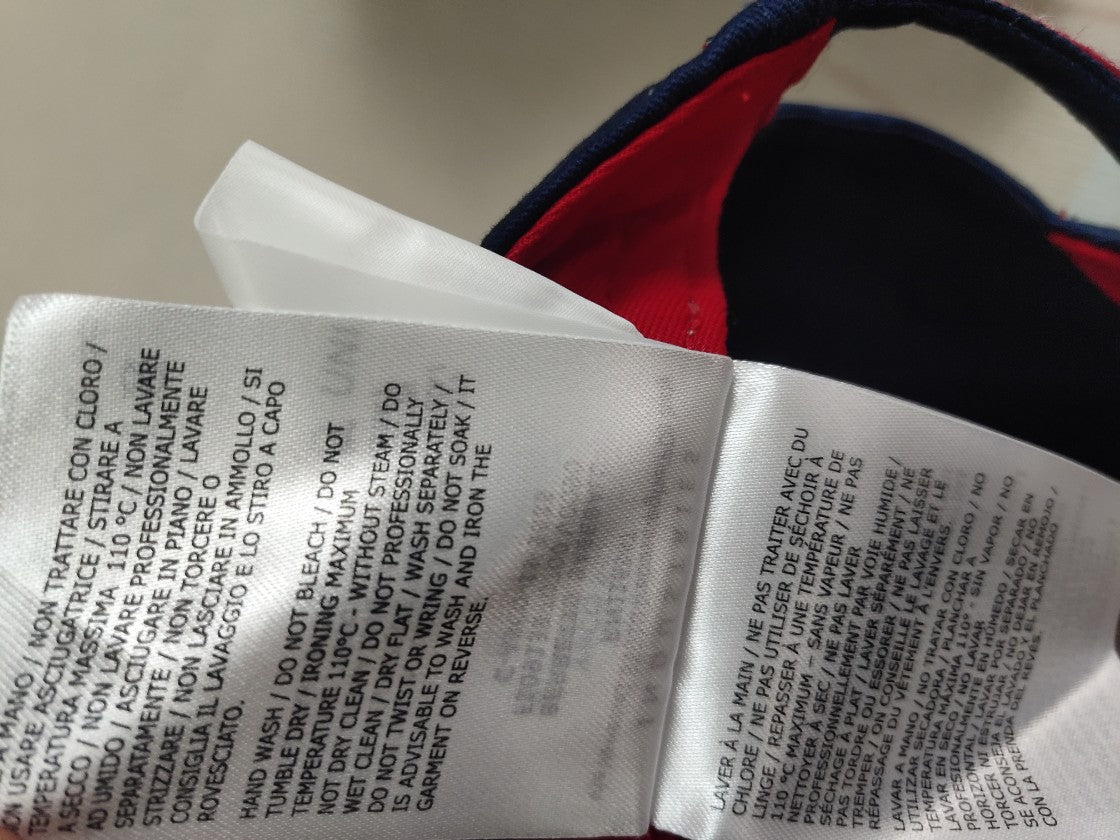 A MANO / NON TRATTARE CON CLORO /
NON USARE ASCIUGATRICE / STIRARE A
TEMPERATURA MASSIMA 110 °C / NON LAVARE
A SECCO / NON LAVARE PROFESSIONALMENTE
AD UMIDO / ASCIUGARE IN PIANO / LAVARE
SEPARATAMENTE / NON TORCERE O
STRIZZARE / NON LASCIARE IN AMMOLLO / SI
CONSIGLIA IL LAVAGGIO E LO STIRO A CAPO
ROVESCIATO.
HAND WASH / DO NOT BLEACH / DO NOT
TUMBLE DRY / IRONING MAXIMUM
TEMPERATURE 110°C - WITHOUT STEAM / DO
NOT DRY CLEAN / DO NOT PROFESSIONALLY
WET CLEAN / DRY FLAT / WASH SEPARATELY /
DO NOT TWIST OR WRING / DO NOT SOAK / IT
IS ADVISABLE TO WASH AND IRON THE
GARMENT ON REVERSE.
LAVER À LA MAIN / NE PAS TRAITER AVEC DU
CHLORE / NE PAS UTILISER DE SÉCHOIR À
LINGE / REPASSER À UNE TEMPÉRATURE DE
110 °C MAXIMUM – SANS VAPEUR / NE PAS
NETTOYER À SEC / NE PAS LAVER
PROFESSIONNELLEMENT PAR VOIE HUMIDE /
SÉCHAGE À PLAT / LAVER SÉPARÉMENT / NE
PAS TORDRE OU ESSORER / NE PAS LAISSER
TREMPER / ON CONSEILLE LE LAVAGE ET LE
REPASSAGE DU VÊTEMENT À L'ENVERS.
LAVAR A MANO / NO TRATAR CON CLORO / NO
UTILIZAR SECADORA / PLANCHAR A
TEMPERATURA MÁXIMA 110° - SIN VAPOR / NO
LAVAR EN SECO / NO LAVAR
PROFESIONALMENTE EN HÚMEDO / SECAR EN
HORIZONTAL / LAVAR POR SEPARADO / NO
TORCER NI ESTRUJAR / NO DEJAR EN REMOJO /
SE ACONSEJA LAVADO Y EL PLANCHADO
CON LA PRENDA DEL REVÉS.